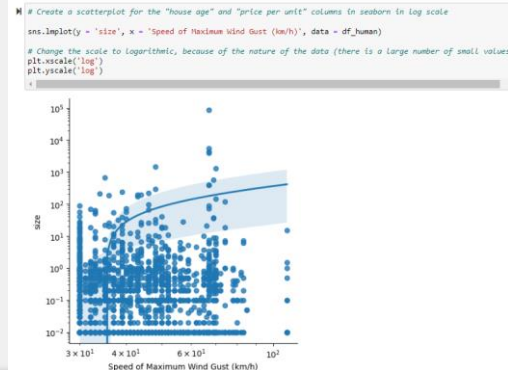 # Create a scatterplot for the "house age" and "price per unit" columns in seaborn in log scale
sns.lmplot(y = 'size', x = 'Speed of Maximum Wind Gust (km/h)', data = df_human)
# Change the scale to logarithmic, because of the nature of the data (there is a large number of small values
plt.xscale('log')
plt.yscale('log')
10⁵
10⁴
10³
10²
10¹
10⁰
10⁻¹
10⁻²
size
3 × 10¹ 4 × 10¹ 6 × 10¹ 10²
Speed of Maximum Wind Gust (km/h)